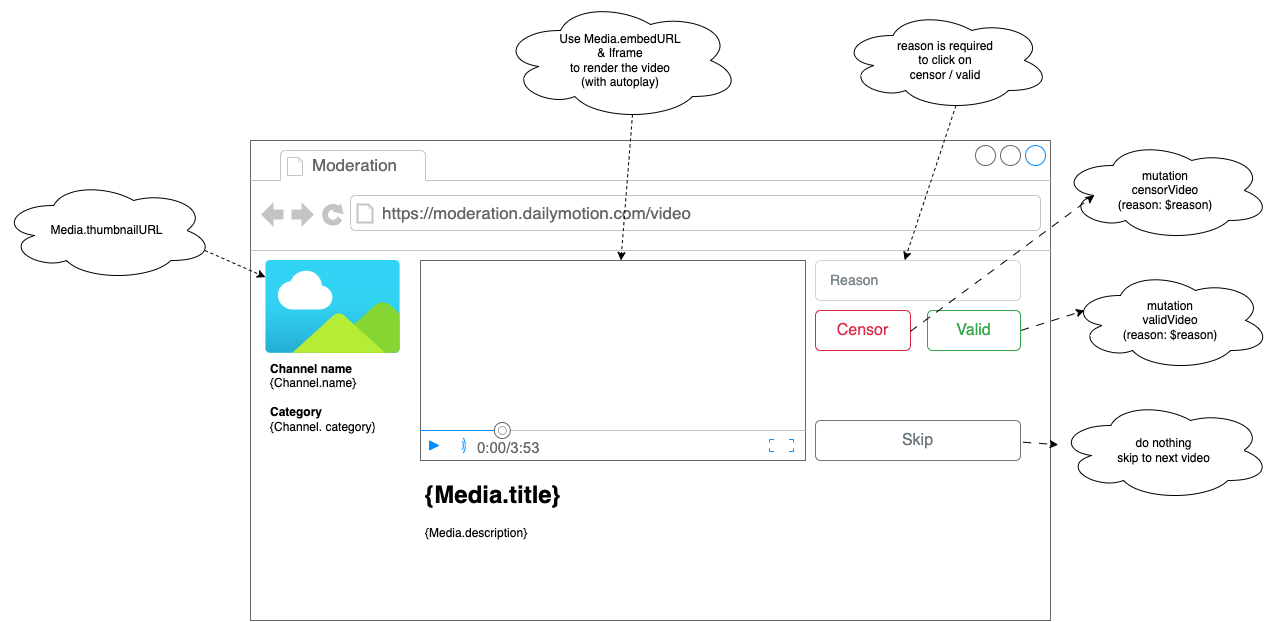 Use Media.embedURL
& Iframe
to render the video
(with autoplay)
reason is required
to click on
censor / valid
Moderation
https://moderation.dailymotion.com/video
mutation
censorVideo
(reason: $reason)
Media.thumbnailURL
Reason
Censor
Valid
mutation
validVideo
(reason: $reason)
Channel name
{Channel.name}
Category
{Channel. category}
0:00/3:53
Skip
do nothing
skip to next video
{Media.title}
{Media.description}